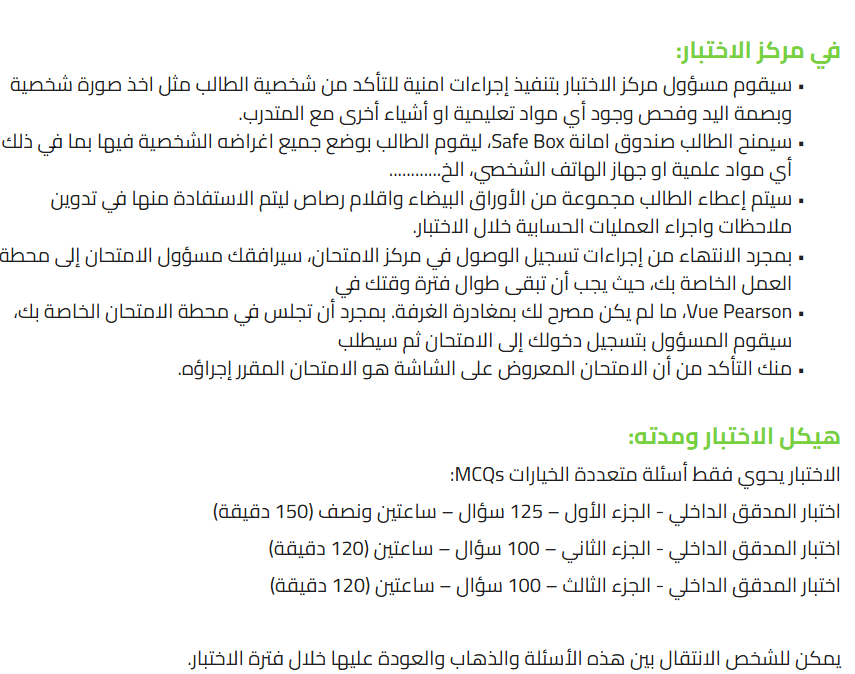 في مركز الاختبار:
• سيقوم مسؤول مركز الاختبار بتنفيذ إجراءات امنية للتأكد من شخصية الطالب مثل اخذ صورة شخصية
وبصمة اليد وفحص وجود أي مواد تعليمية او أشياء أخرى مع المتدرب.
• سيمنح الطالب صندوق امانة Safe Box، ليقوم الطالب بوضع جميع اغراضه الشخصية فيها بما في ذلك
أي مواد علمية او جهاز الهاتف الشخصي، الخ............
• سيتم إعطاء الطالب مجموعة من الأوراق البيضاء واقلام رصاص ليتم الاستفادة منها في تدوين
ملاحظات واجراء العمليات الحسابية خلال الاختبار.
• بمجرد الانتهاء من إجراءات تسجيل الوصول في مركز الامتحان، سيرافقك مسؤول الامتحان إلى محطة
العمل الخاصة بك، حيث يجب أن تبقى طوال فترة وقتك في
• Vue Pearson، ما لم يكن مصرح لك بمغادرة الغرفة. بمجرد أن تجلس في محطة الامتحان الخاصة بك،
سيقوم المسؤول بتسجيل دخولك إلى الامتحان ثم سيطلب
• منك التأكد من أن الامتحان المعروض على الشاشة هو الامتحان المقرر إجراؤه.
هيكل الاختبار ومدته:
الاختبار يحوي فقط أسئلة متعددة الخيارات MCQs:
اختبار المدقق الداخلي - الجزء الأول – 125 سؤال – ساعتين ونصف (150 دقيقة)
اختبار المدقق الداخلي - الجزء الثاني – 100 سؤال – ساعتين (120 دقيقة)
اختبار المدقق الداخلي - الجزء الثالث – 100 سؤال – ساعتين (120 دقيقة)
يمكن للشخص الانتقال بين هذه الأسئلة والذهاب والعودة عليها خلال فترة الاختبار.